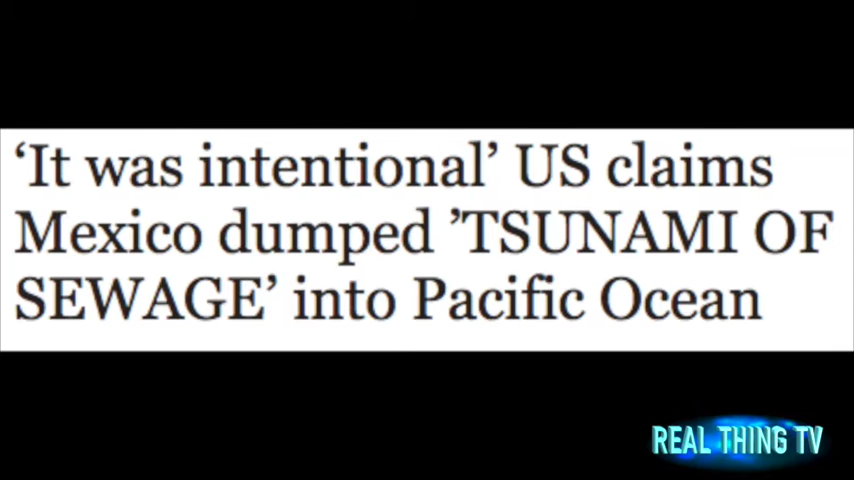 ‘It was intentional’ US claims
Mexico dumped ’TSUNAMI OF
SEWAGE’ into Pacific Ocean
REAL THING TV